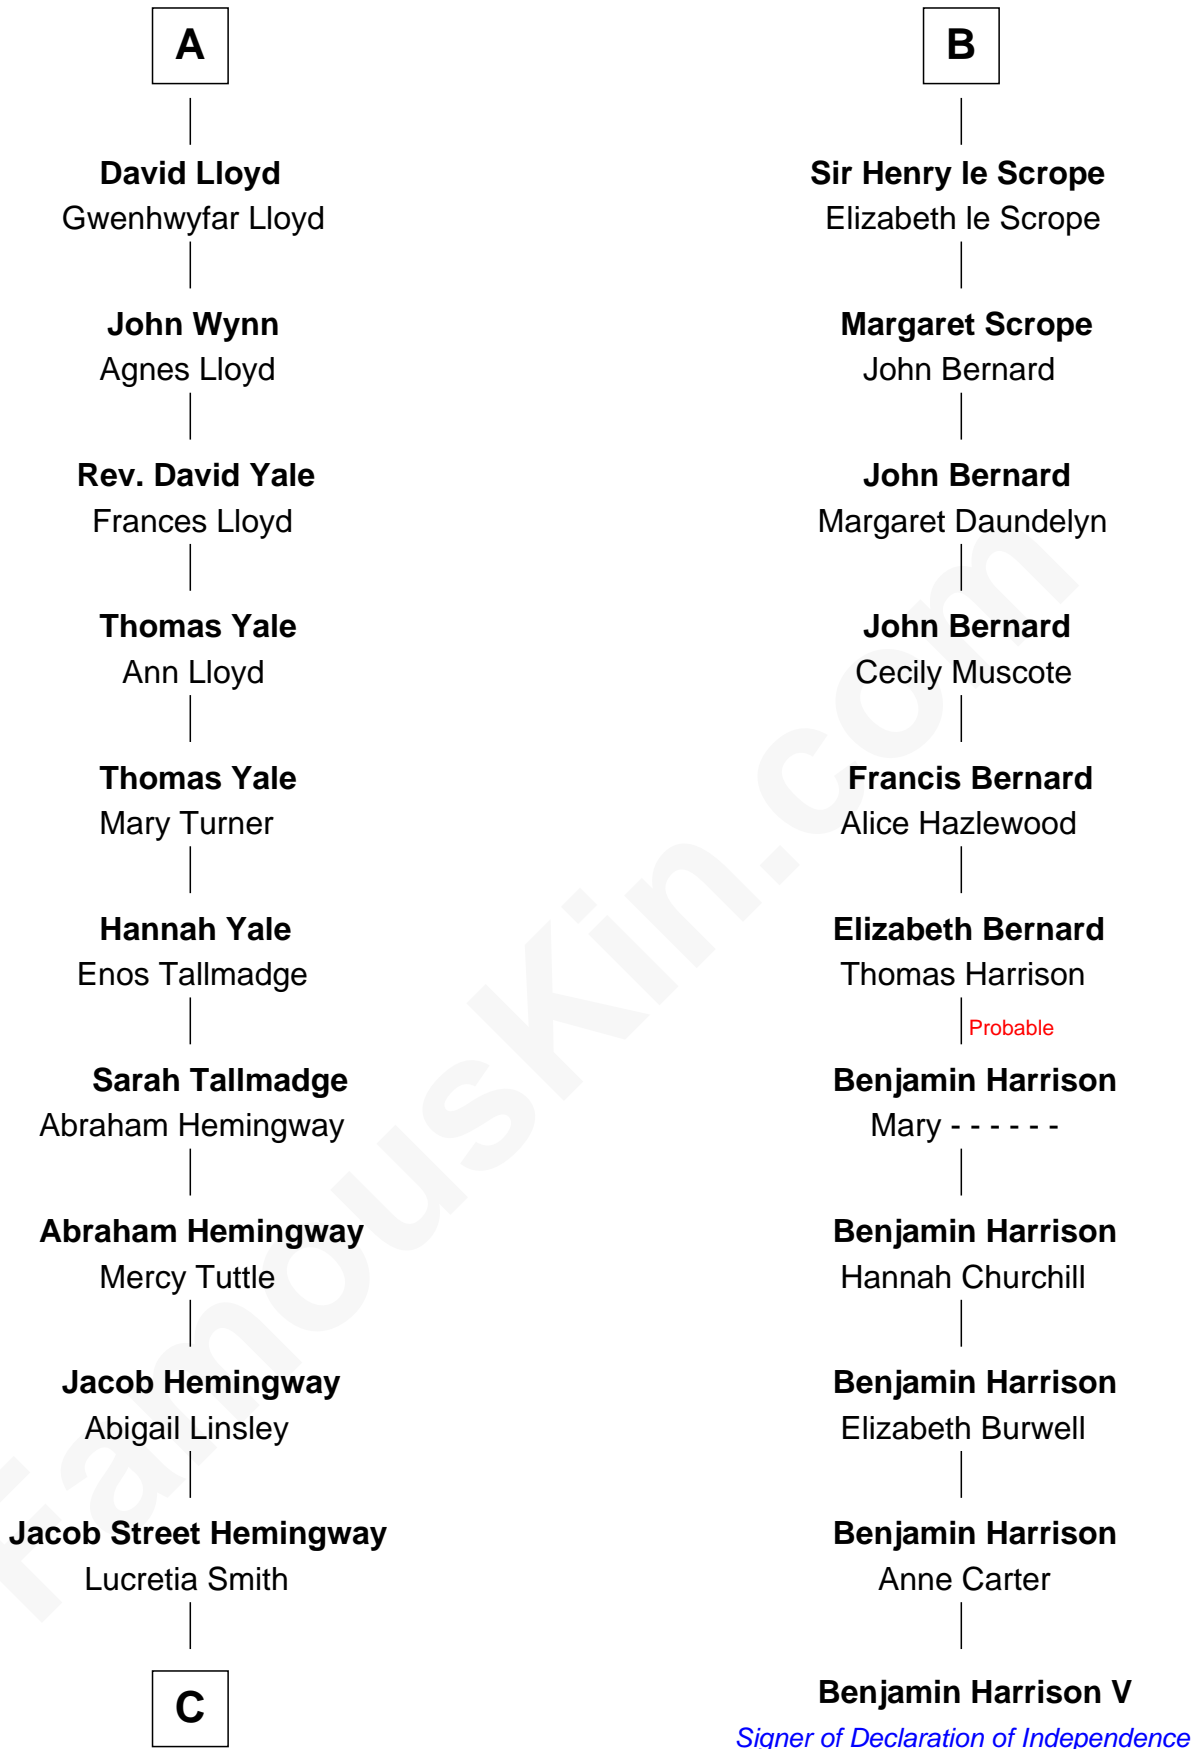 A
David Lloyd
Gwenhwyfar Lloyd
John Wynn
Agnes Lloyd
Rev. David Yale
Frances Lloyd
Thomas Yale
Ann Lloyd
Thomas Yale
Mary Turner
Hannah Yale
Enos Tallmadge
Sarah Tallmadge
Abraham Hemingway
Abraham Hemingway
Mercy Tuttle
Jacob Hemingway
Abigail Linsley
Jacob Street Hemingway
Lucretia Smith
C
B
Sir Henry le Scrope
Elizabeth le Scrope
Margaret Scrope
John Bernard
John Bernard
Margaret Daundelyn
John Bernard
Cecily Muscote
Francis Bernard
Alice Hazlewood
Elizabeth Bernard
Thomas Harrison
Probable
Benjamin Harrison
Mary - - - - - -
Benjamin Harrison
Hannah Churchill
Benjamin Harrison
Elizabeth Burwell
Benjamin Harrison
Anne Carter
Benjamin Harrison V
Signer of Declaration of Independence
FamousKin.com